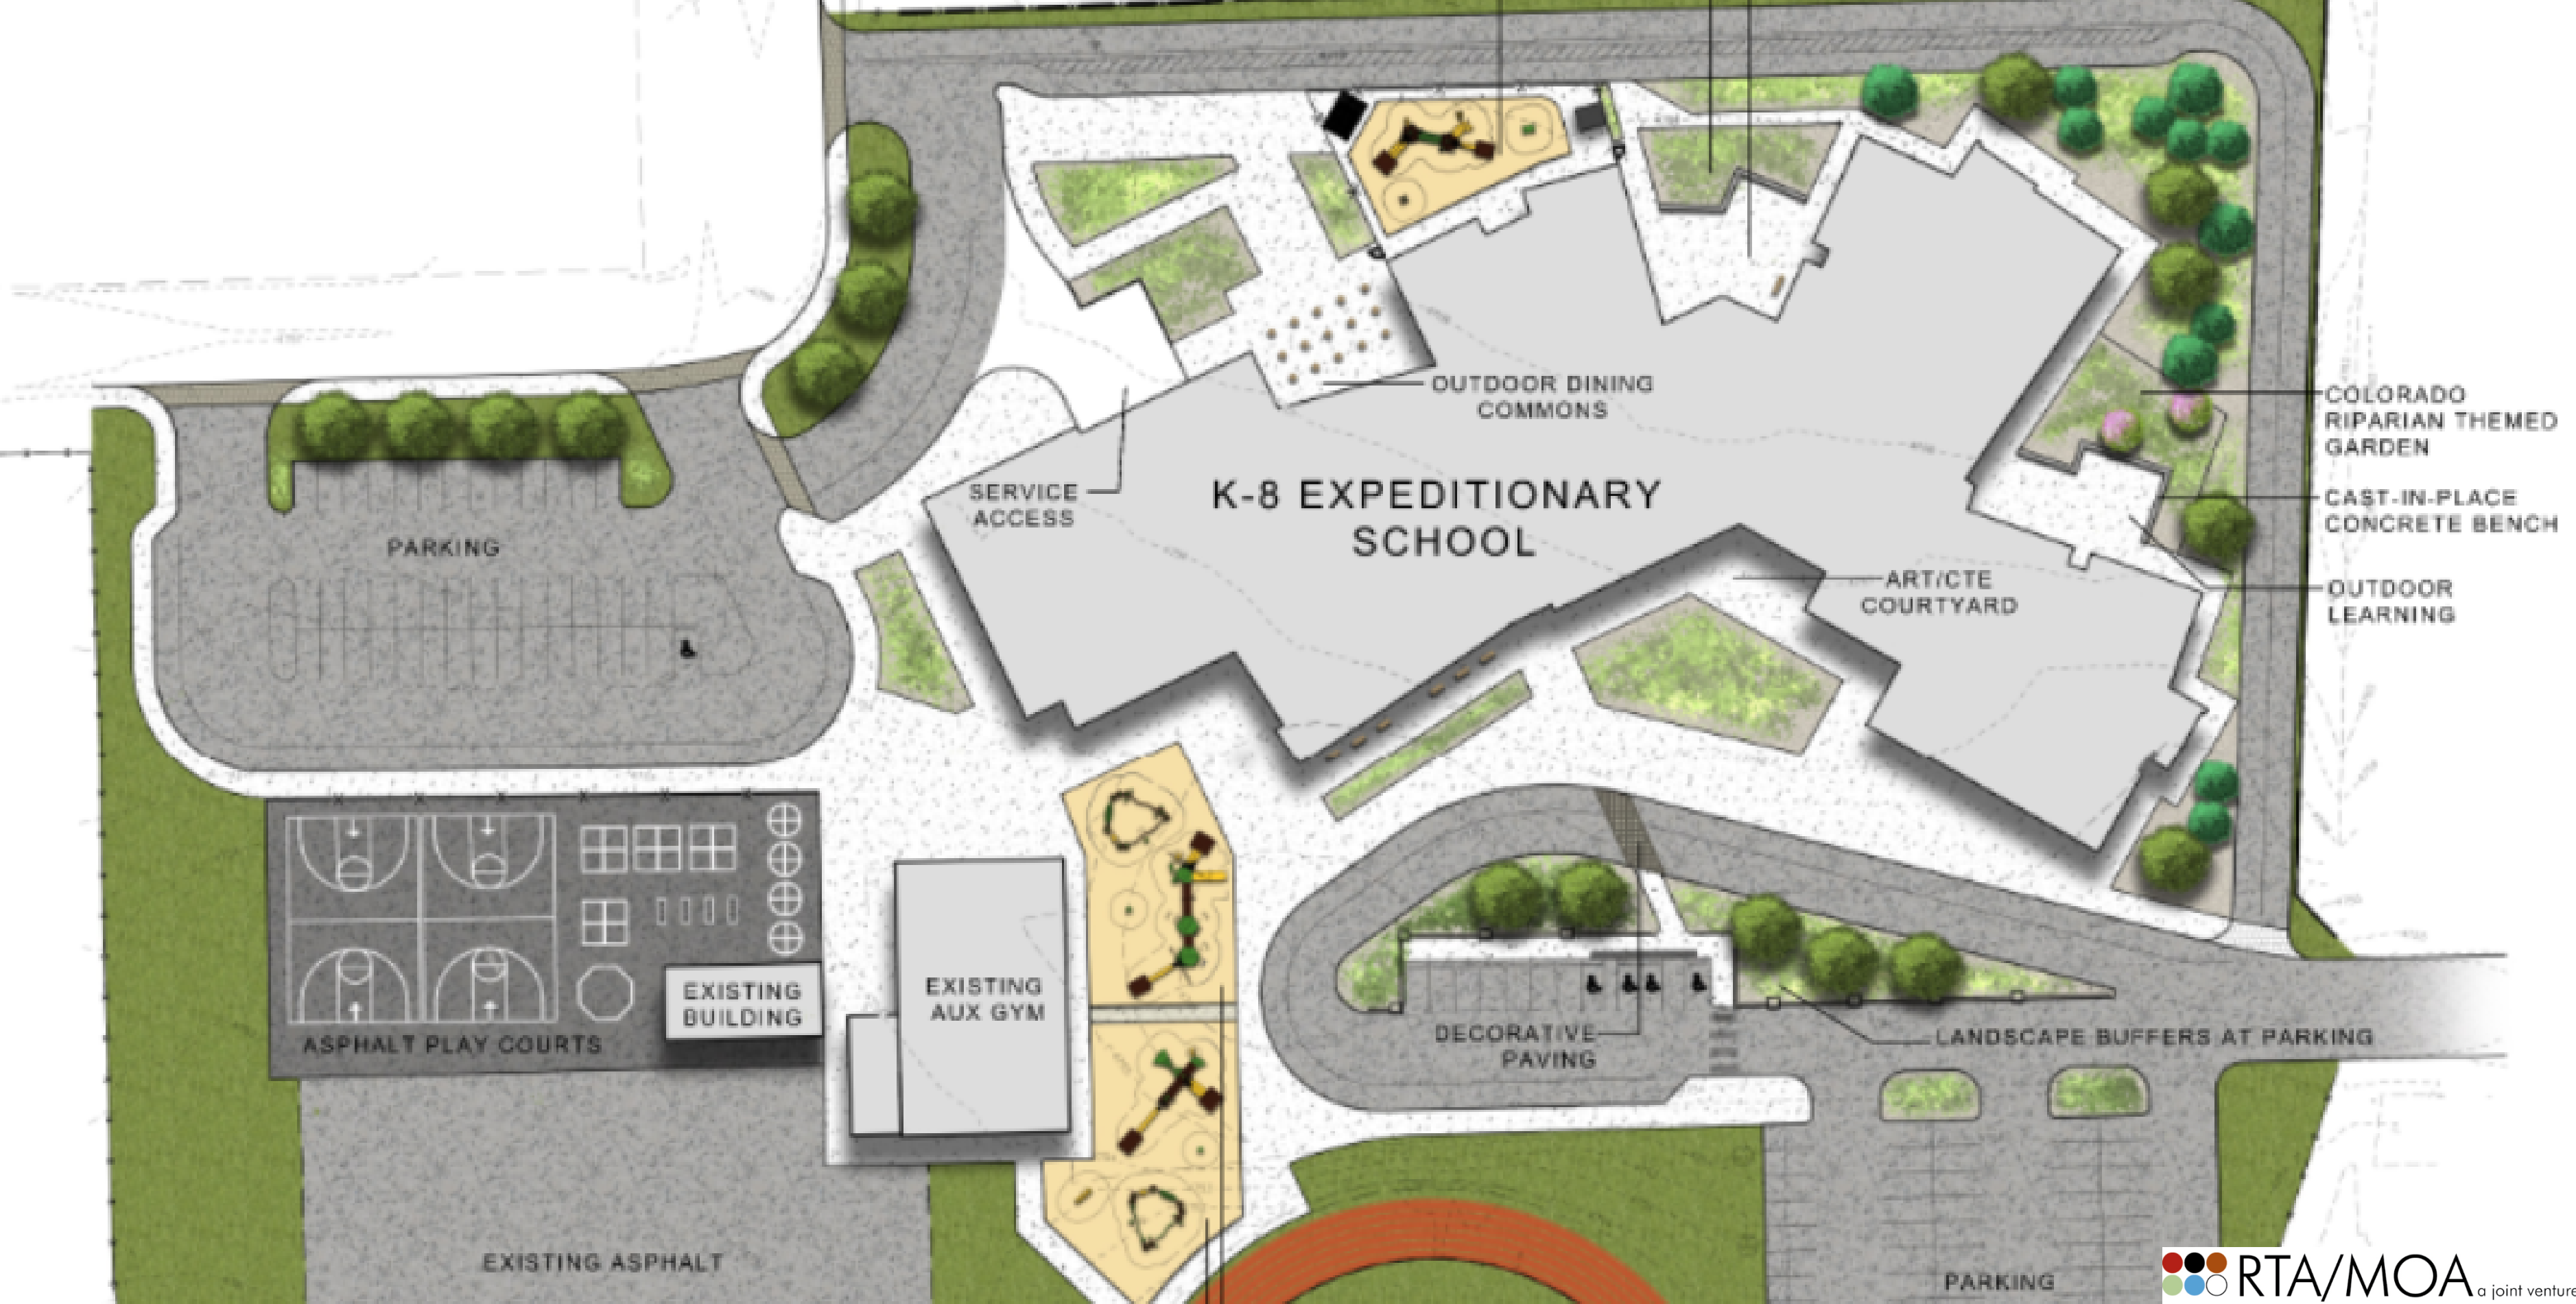 OUTDOOR DINING
COMMONS
COLORADO
RIPARIAN THEMED
GARDEN
SERVICE
ACCESS
K-8 EXPEDITIONARY
SCHOOL
CAST-IN-PLACE
CONCRETE BENCH
PARKING
ART/CTE
COURTYARD
OUTDOOR
LEARNING
EXISTING
BUILDING
EXISTING
AUX GYM
ASPHALT PLAY COURTS
DECORATIVE
PAVING
LANDSCAPE BUFFERS AT PARKING
EXISTING ASPHALT
PARKING
RTA/MOA
a joint ventur